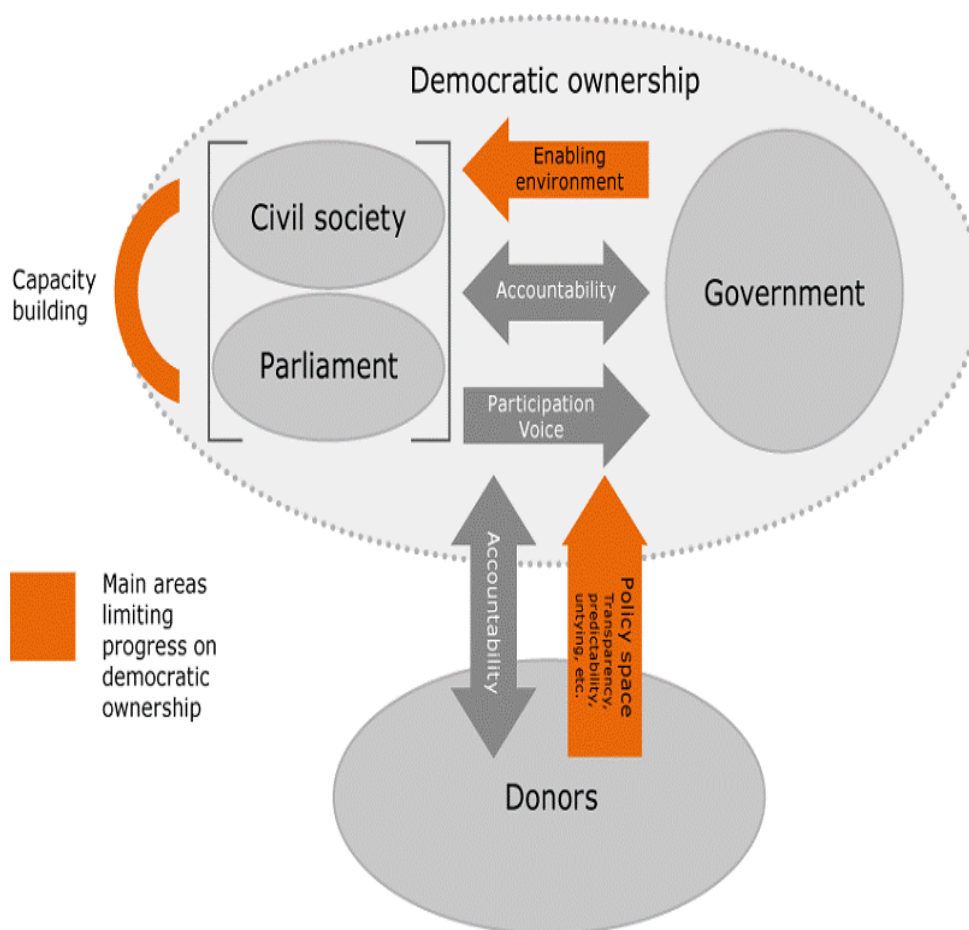 Democratic ownership
Enabling
environment
Civil society
Capacity
building
Accountability
Government
Parliament
Participation
Voice
Accountability
Policy space
Transparency,
predictability,
untying, etc.
Main areas
limiting
progress on
democratic
ownership
Donors